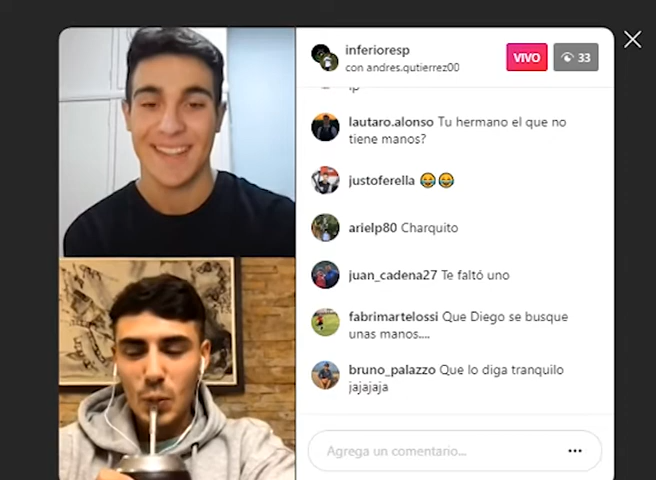 inferioresp
con andres.gutierrez00
VIVO
33
lautaro.alonso Tu hermano el que no
tiene manos?
justoferella 😂😂
arielp80 Charquito
juan_cadena27 Te faltó uno
fabrimartelossi Que Diego se busque
unas manos....
bruno_palazzo Que lo diga tranquilo
jajajaja
Agrega un comentario...